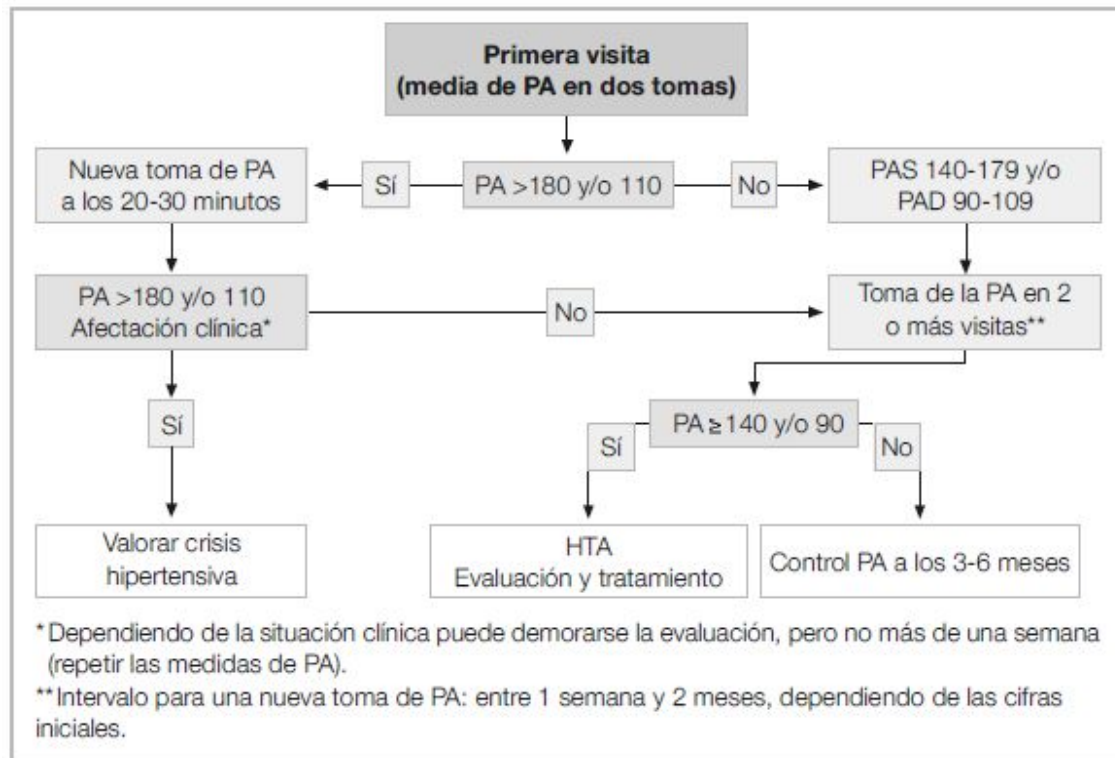 Primera visita
(media de PA en dos tomas)
Nueva toma de PA
a los 20-30 minutos
Sí
PA >180 y/o 110
No
PAS 140-179 y/o
PAD 90-109
PA >180 y/o 110
Afectación clínica*
No
Toma de la PA en 2
o más visitas**
Sí
PA ≥ 140 y/o 90
Sí
No
Valorar crisis
hipertensiva
HTA
Evaluación y tratamiento
Control PA a los 3-6 meses
* Dependiendo de la situación clínica puede demorarse la evaluación, pero no más de una semana
(repetir las medidas de PA).
**Intervalo para una nueva toma de PA: entre 1 semana y 2 meses, dependiendo de las cifras
iniciales.